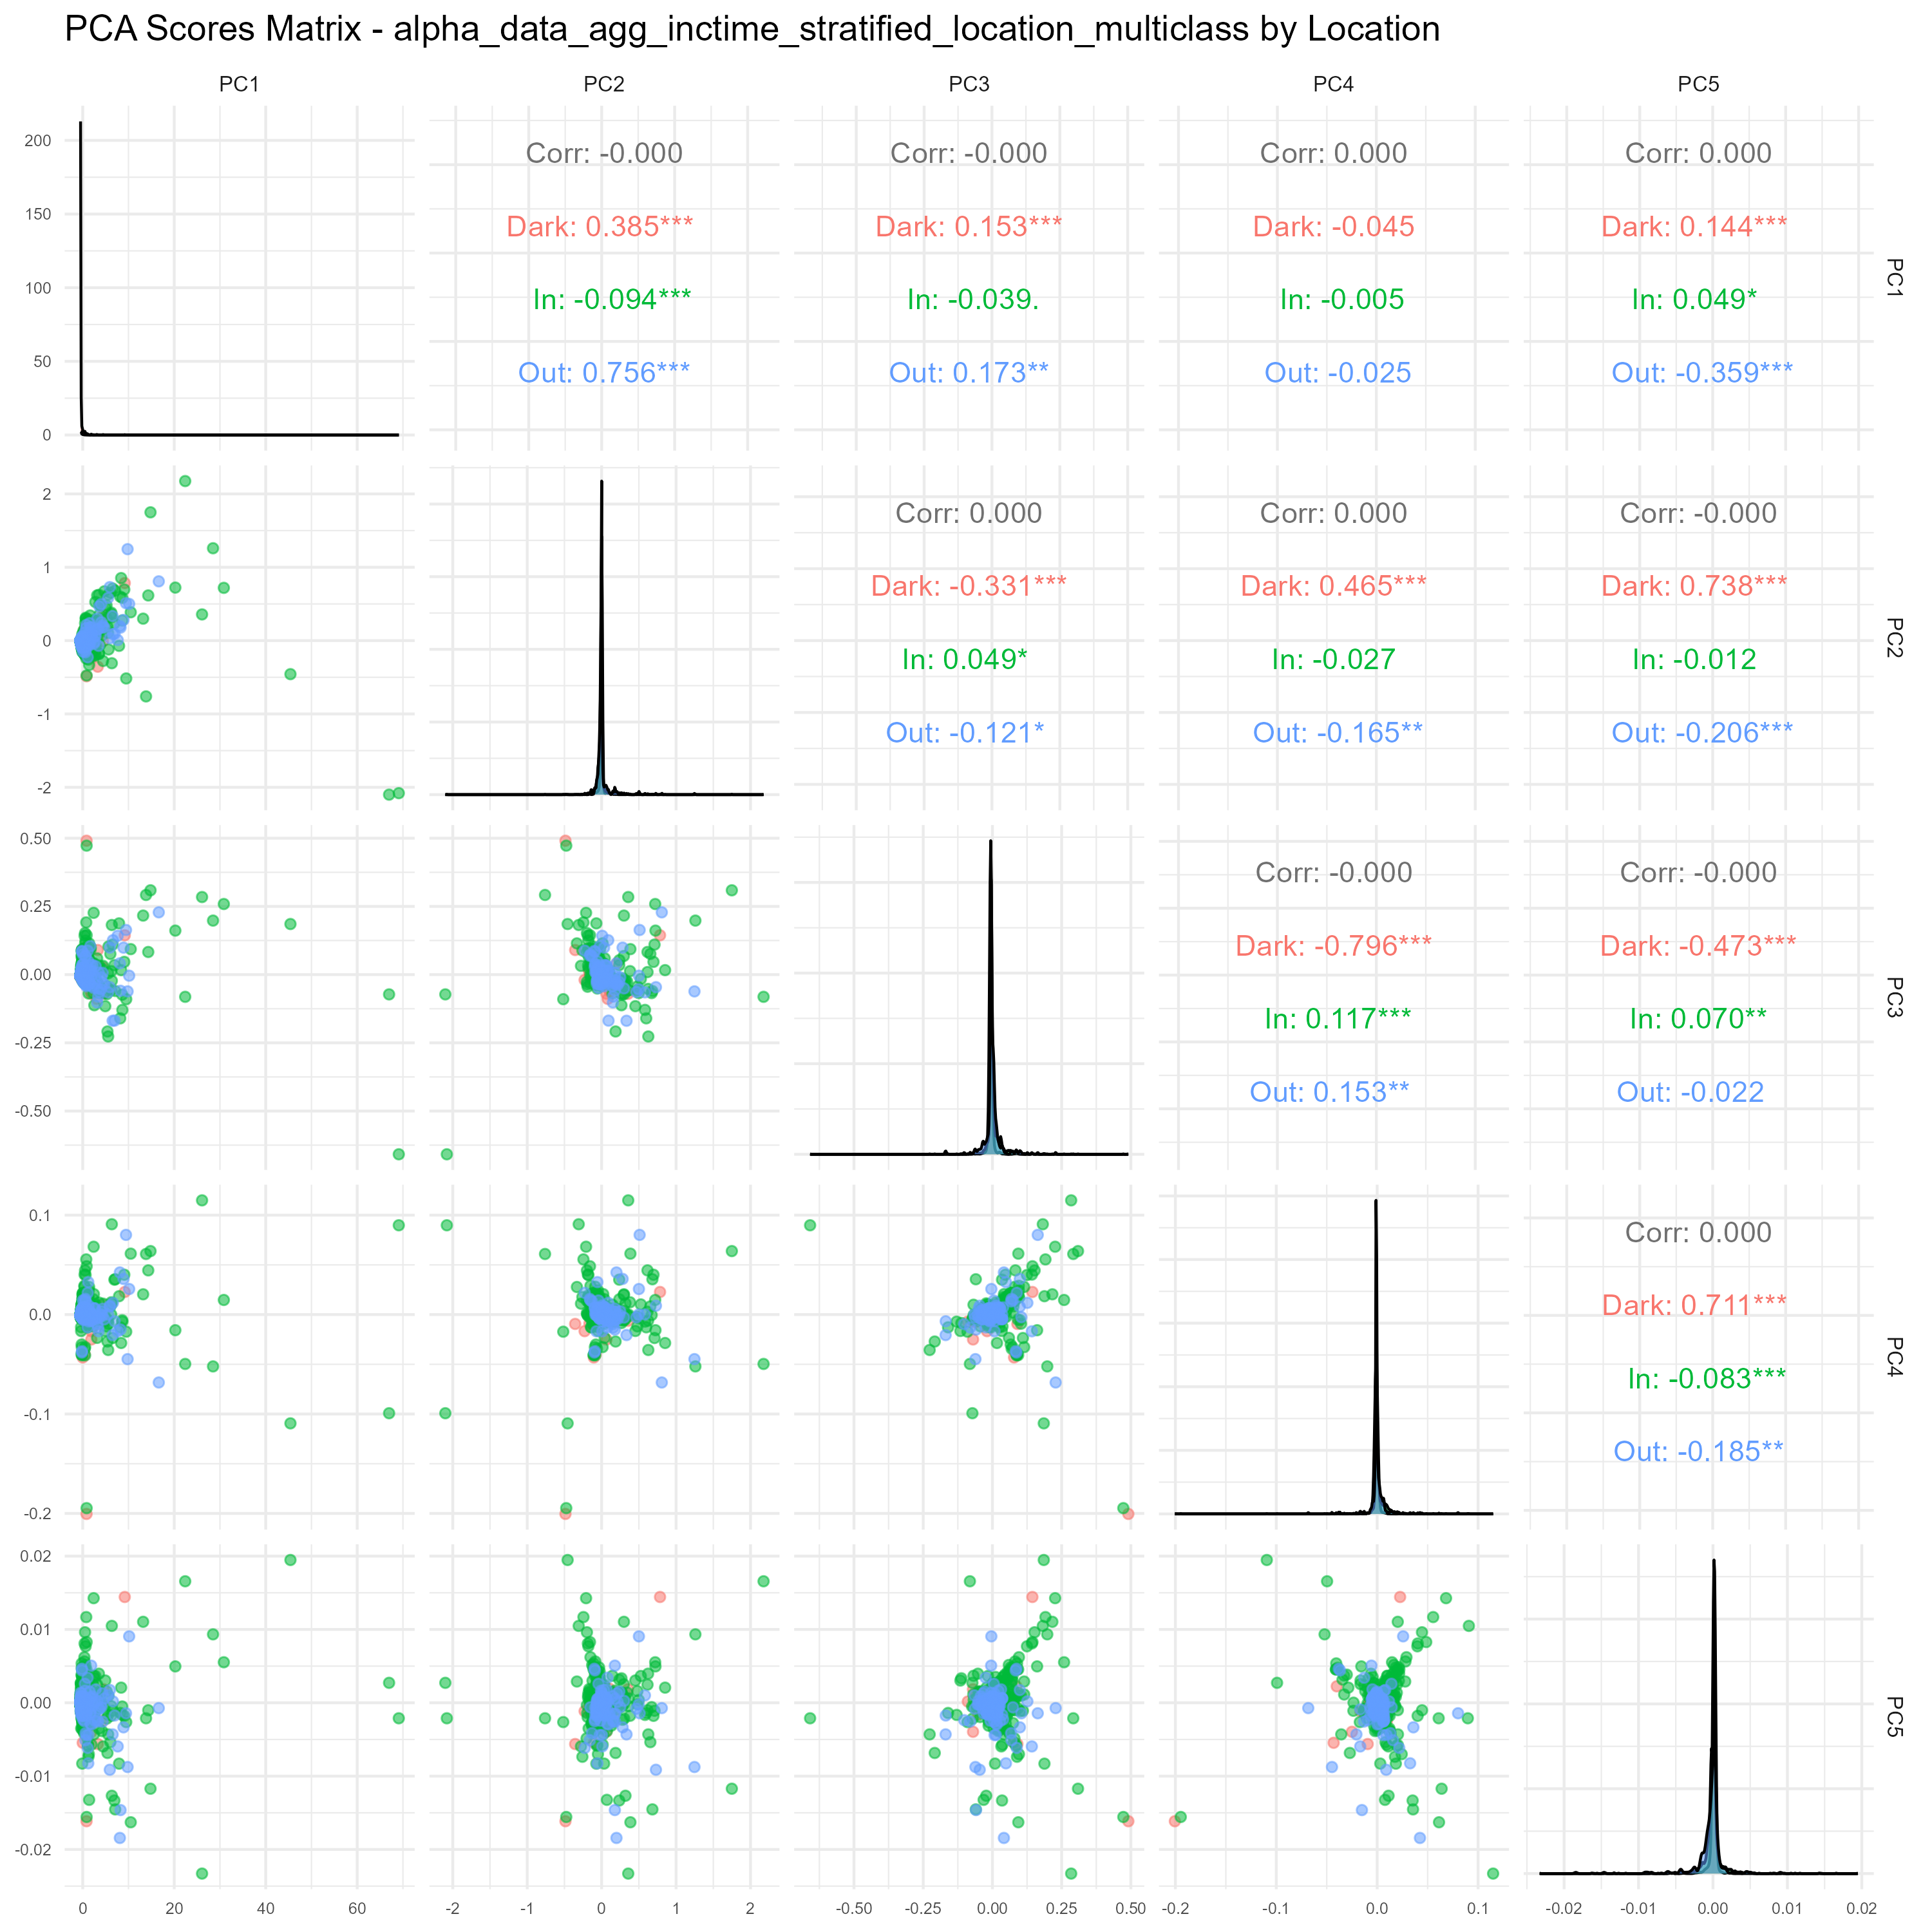 PCA Scores Matrix - alpha_data_agg_inctime_stratified_location_multiclass by Location
PC1 PC2 PC3 PC4 PC5
200
150
100
50
0
Corr: -0.000
Dark: 0.385***
In: -0.094***
Out: 0.756***
Corr: -0.000
Dark: 0.153***
In: -0.039.
Out: 0.173**
Corr: 0.000
Dark: -0.045
In: -0.005
Out: -0.025
Corr: 0.000
Dark: 0.144***
In: 0.049*
Out: -0.359***
PC1
2
1
0
-1
-2
Corr: 0.000
Dark: -0.331***
In: 0.049*
Out: -0.121*
Corr: 0.000
Dark: 0.465***
In: -0.027
Out: -0.165**
Corr: -0.000
Dark: 0.738***
In: -0.012
Out: -0.206***
PC2
0.50
0.25
0.00
-0.25
-0.50
Corr: -0.000
Dark: -0.796***
In: 0.117***
Out: 0.153**
Corr: -0.000
Dark: -0.473***
In: 0.070**
Out: -0.022
PC3
0.1
0.0
-0.1
-0.2
Corr: 0.000
Dark: 0.711***
In: -0.083***
Out: -0.185**
PC4
0.02
0.01
0.00
-0.01
-0.02
PC5
0 20 40 60
-2 -1 0 1 2
-0.50 -0.25 0.00 0.25 0.50
-0.2 -0.1 0.0 0.1
-0.02 -0.01 0.00 0.01 0.02